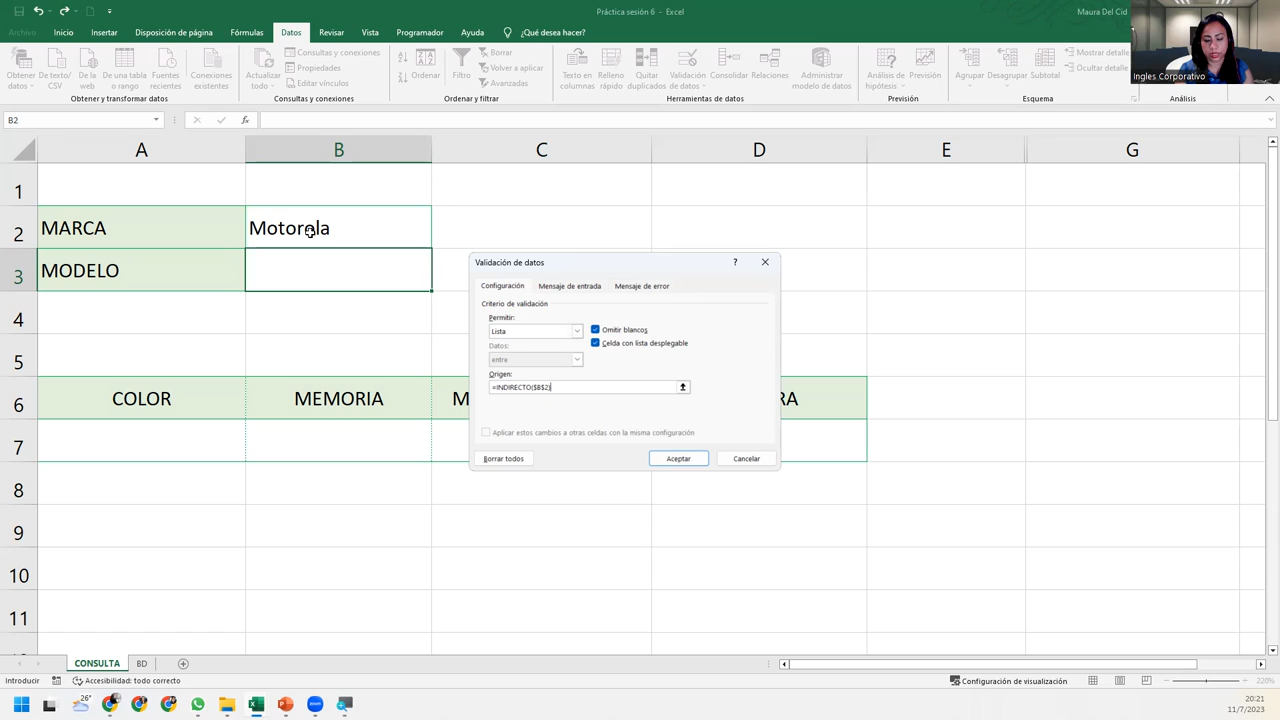 Práctica sesión 6 - Excel
Maura Del Cid
Archivo Inicio Insertar Disposición de página Fórmulas Datos Revisar Vista Programador Ayuda ¿Qué desea hacer?
Obtener datos
De texto/ CSV
De la web
De una tabla o rango
Fuentes recientes
Conexiones existentes
Obtener y transformar datos
Actualizar todo
Consultas y conexiones
Propiedades
Editar vínculos
Consultas y conexiones
Ordenar
Borrar
Volver a aplicar
Ordenar y filtrar
Texto en columnas
Relleno rápido
Quitar duplicados
Validación de datos
Consolidar
Relaciones
Administrar modelo de datos
Herramientas de datos
Análisis de hipótesis
Previsión
Previsión
Agrupar
Desagrupar
Subtotal
Mostrar detalle
Ocultar detalle
Esquema
Análisis
Ingles Corporativo
B2
fx
A B C D E G
1
2 MARCA Motorola
3 MODELO
4
5
6 COLOR MEMORIA M RA
7
8
9
10
11
Validación de datos
?
Configuración Mensaje de entrada Mensaje de error
Criterio de validación
Permitir:
Lista
Omitir blancos
Celda con lista desplegable
Datos:
entre
Origen:
=INDIRECTO($B$2)
Aplicar estos cambios a otras celdas con la misma configuración
Borrar todos Aceptar Cancelar
CONSULTA BD
Introducir Accesibilidad: todo correcto Configuración de visualización 220%
26°
20:21
11/7/2023